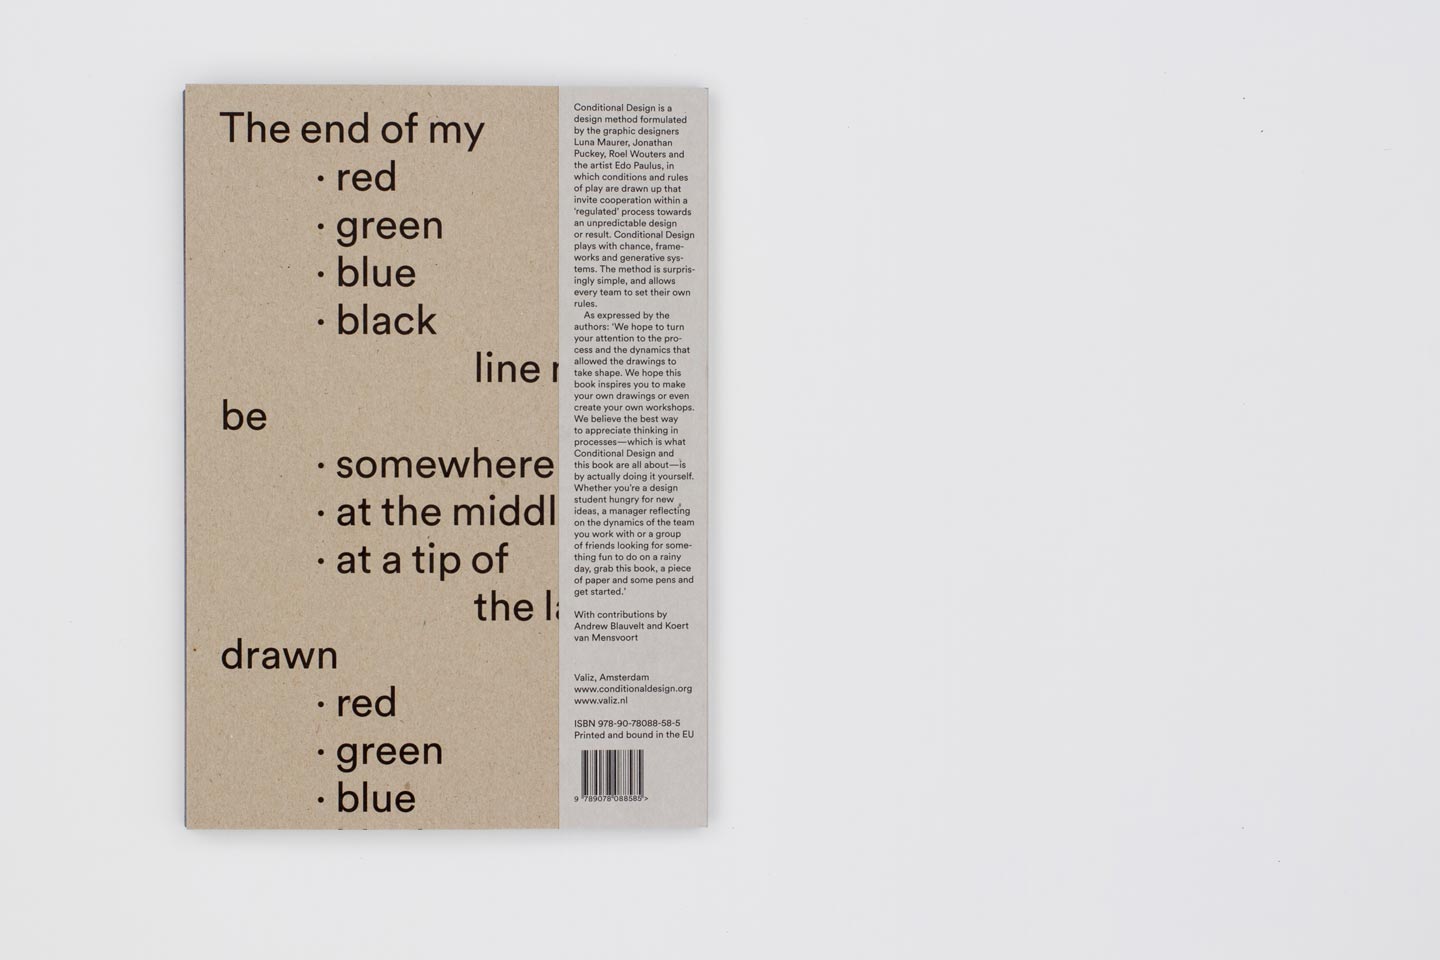 The end of my
· red
· green
· blue
· black
line
be
· somewhere
· at the
· at a tip of
the
drawn
· red
· green
· blue
Conditional Design is a
design method formulated
by the graphic designers
Luna Maurer, Jonathan
Puckey, Roel Wouters and
the artist Edo Paulus, in
which conditions and rules
of play are drawn up that
invite cooperation within a
‘regulated’ process towards
an unpredictable design
or result. Conditional Design
plays with chance, frame-
works and generative sys-
tems. The method is surpris-
ingly simple, and allows
every team to set their own
rules.
As expressed by the
authors: ‘We hope to turn
your attention to the pro-
cess and the dynamics that
allowed the drawings to
take shape. We hope this
book inspires you to make
your own drawings or even
create your own workshops.
We believe the best way
to appreciate thinking in
processes—which is what
Conditional Design and
this book are all about—is
by actually doing it yourself.
Whether you’re a design
student hungry for new
ideas, a manager reflecting
on the dynamics of the team
you work with or a group
of friends looking for some-
thing fun to do on a rainy
day, grab this book, a piece
of paper and some pens and
get started.’
With contributions by
Andrew Blauvelt and Koert
van Mensvoort
Valiz, Amsterdam
www.conditionaldesign.org
www.valiz.nl
ISBN 978-90-78088-58-5
Printed and bound in the EU
9 789078 088585 >